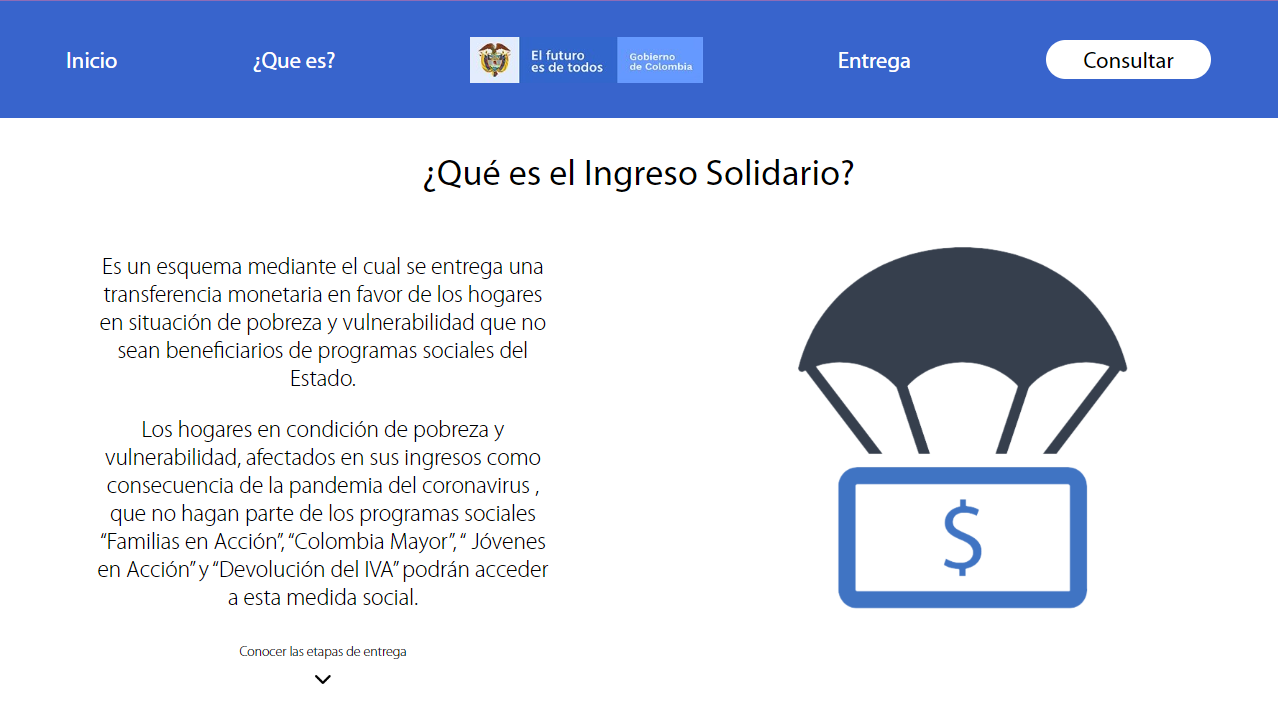 Inicio
¿Que es?
El futuro
es de todos
Gobierno
de Colombia
Entrega
Consultar
¿Qué es el Ingreso Solidario?
Es un esquema mediante el cual se entrega una
transferencia monetaria en favor de los hogares
en situación de pobreza y vulnerabilidad que no
sean beneficiarios de programas sociales del
Estado.
Los hogares en condición de pobreza y
vulnerabilidad, afectados en sus ingresos como
consecuencia de la pandemia del coronavirus ,
que no hagan parte de los programas sociales
“Familias en Acción”, “Colombia Mayor”, “ Jóvenes
en Acción” y “Devolución del IVA” podrán acceder
a esta medida social.
$
Conocer las etapas de entrega